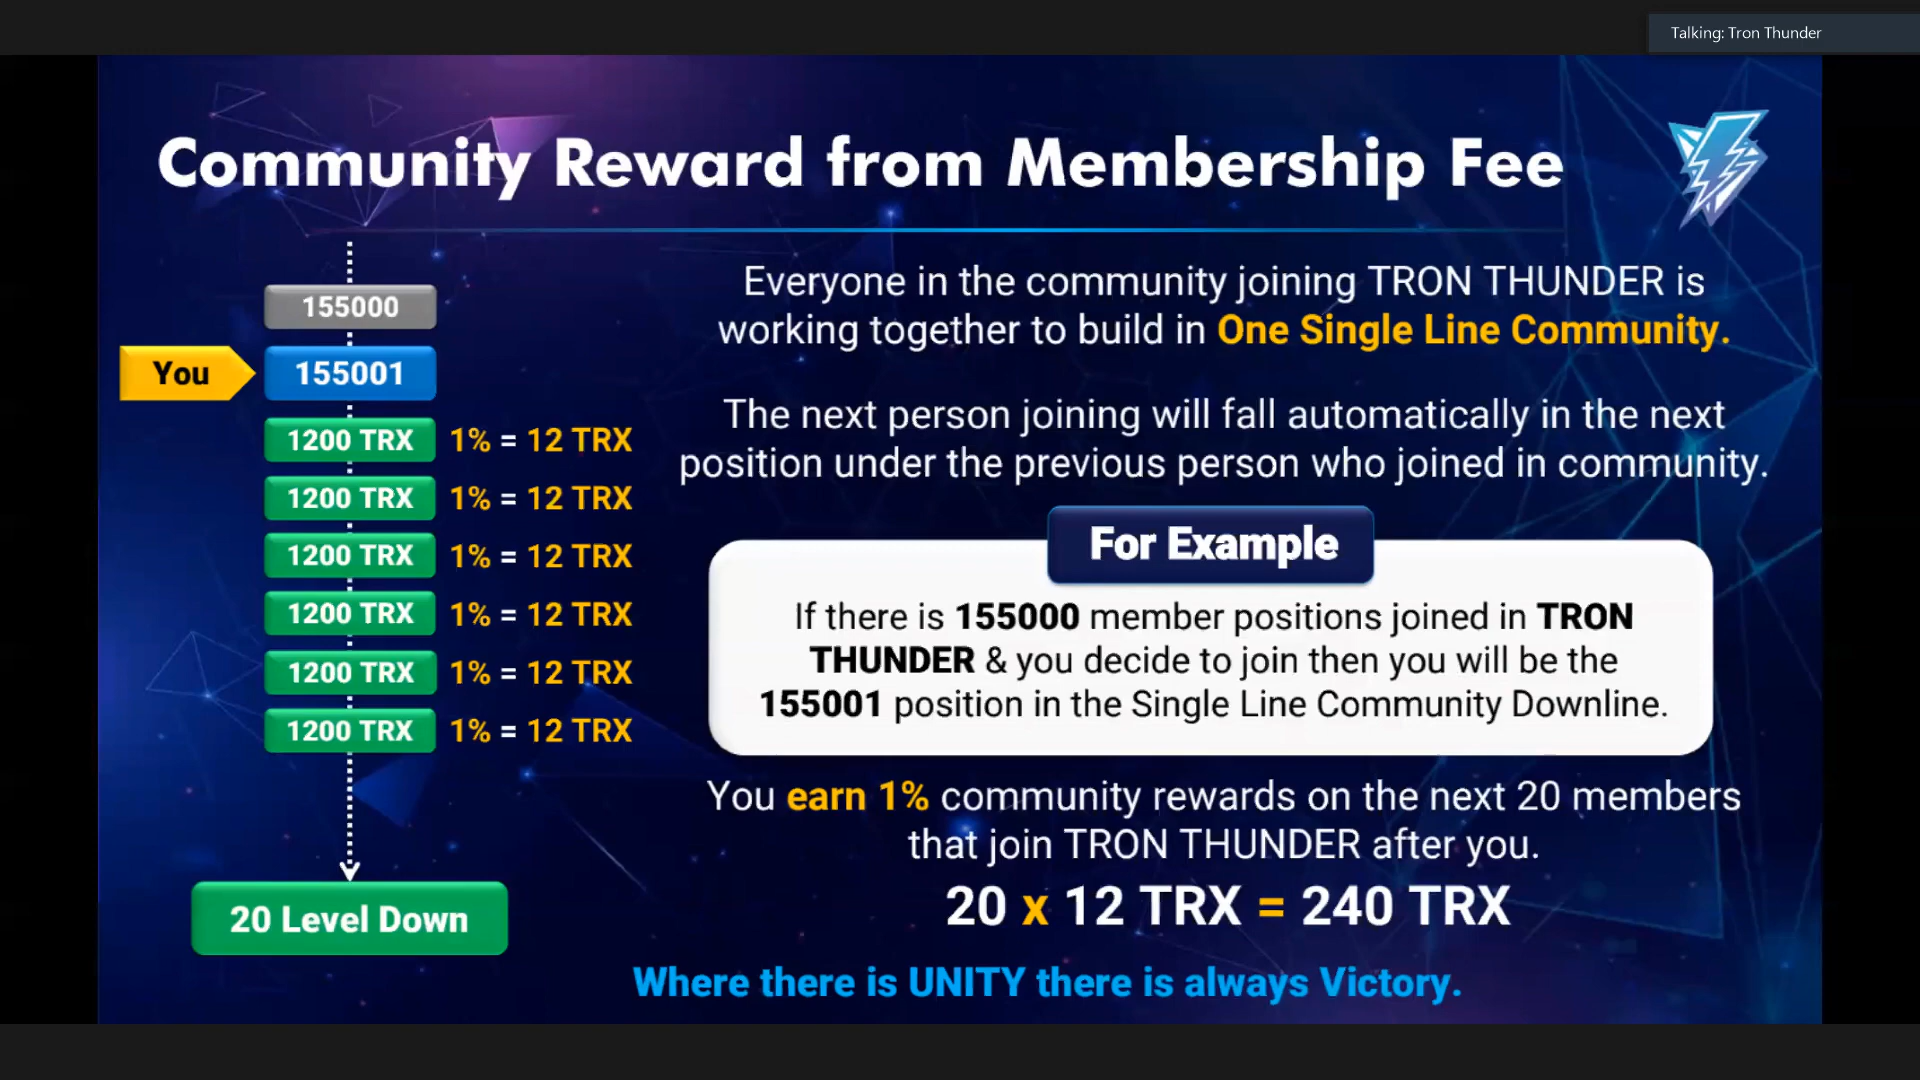 Talking: Tron Thunder
Community Reward from Membership Fee
155000
You
155001
1200 TRX 1% = 12 TRX
1200 TRX 1% = 12 TRX
1200 TRX 1% = 12 TRX
1200 TRX 1% = 12 TRX
1200 TRX 1% = 12 TRX
1200 TRX 1% = 12 TRX
20 Level Down
Everyone in the community joining TRON THUNDER is
working together to build in One Single Line Community.
The next person joining will fall automatically in the next
position under the previous person who joined in community.
For Example
If there is 155000 member positions joined in TRON
THUNDER & you decide to join then you will be the
155001 position in the Single Line Community Downline.
You earn 1% community rewards on the next 20 members
that join TRON THUNDER after you.
20 x 12 TRX = 240 TRX
Where there is UNITY there is always Victory.